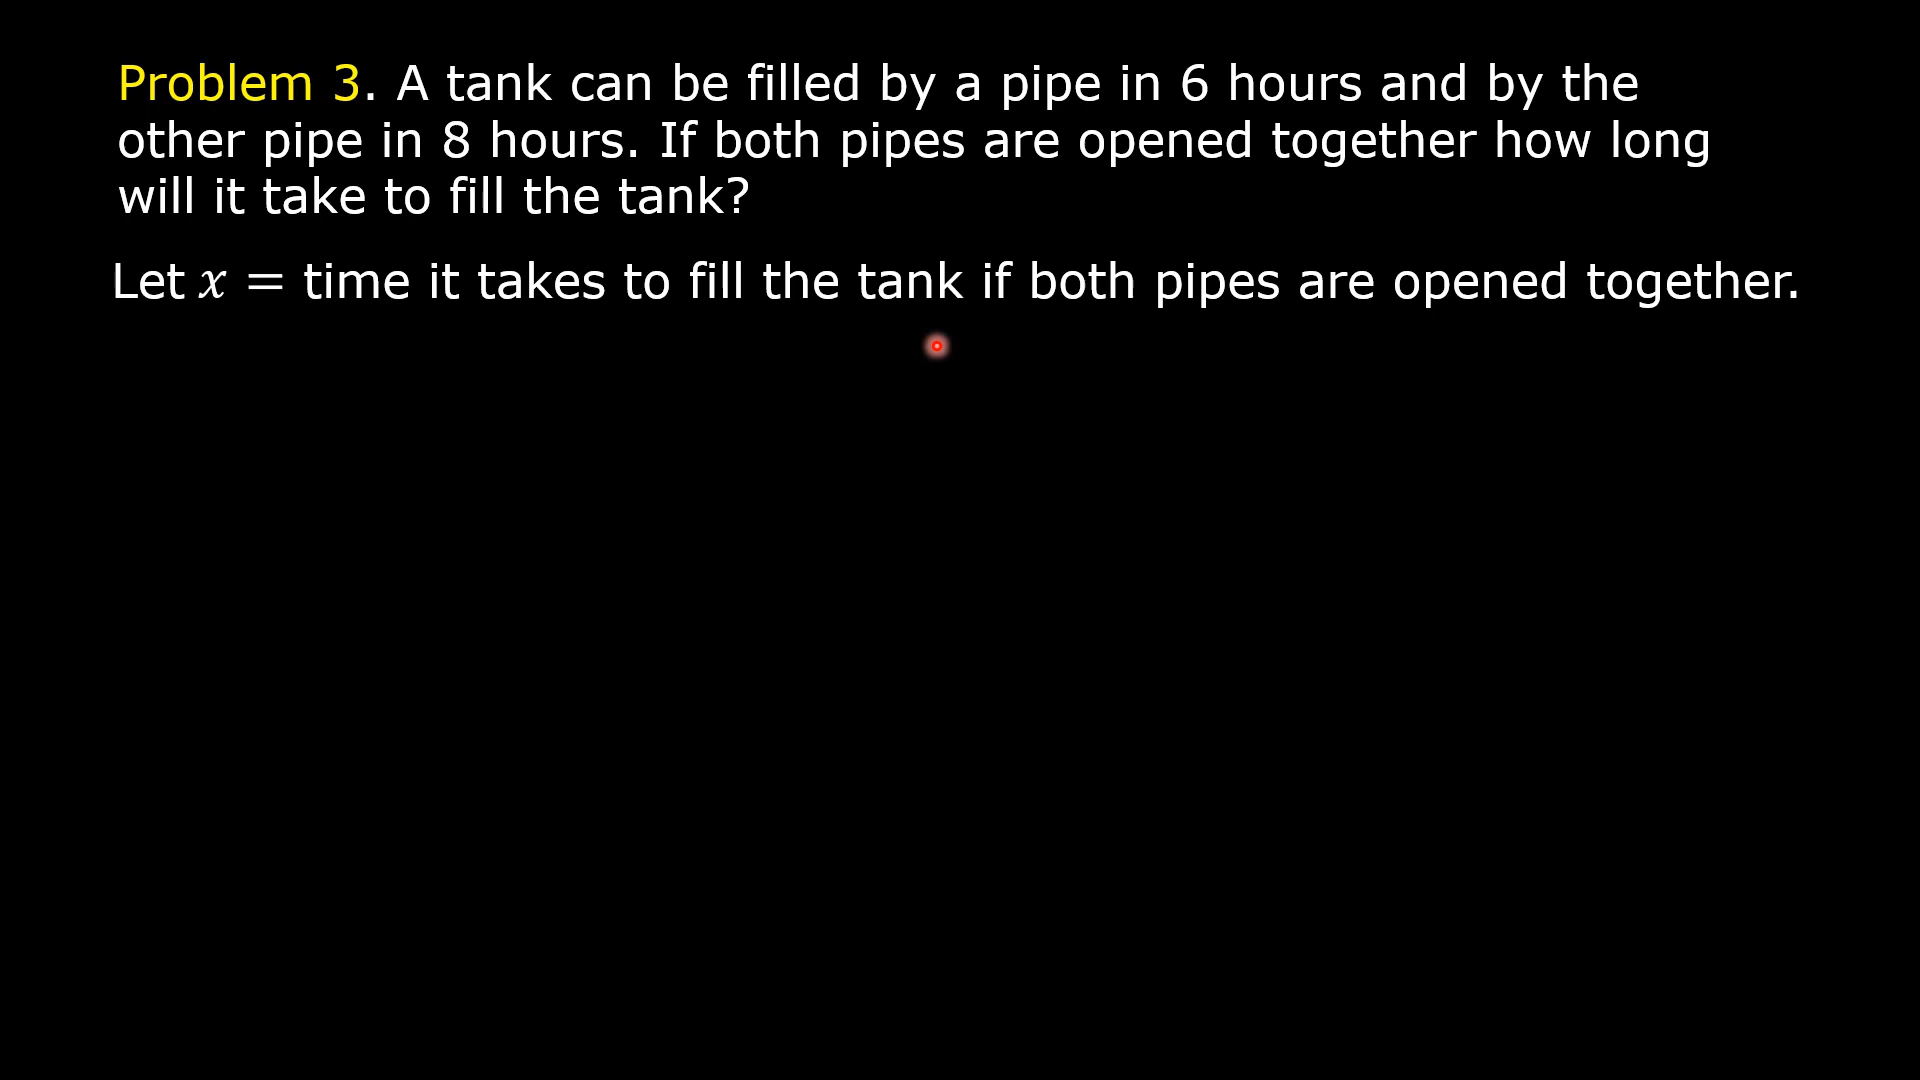 Problem 3. A tank can be filled by a pipe in 6 hours and by the
other pipe in 8 hours. If both pipes are opened together how long
will it take to fill the tank?
Let x = time it takes to fill the tank if both pipes are opened together.